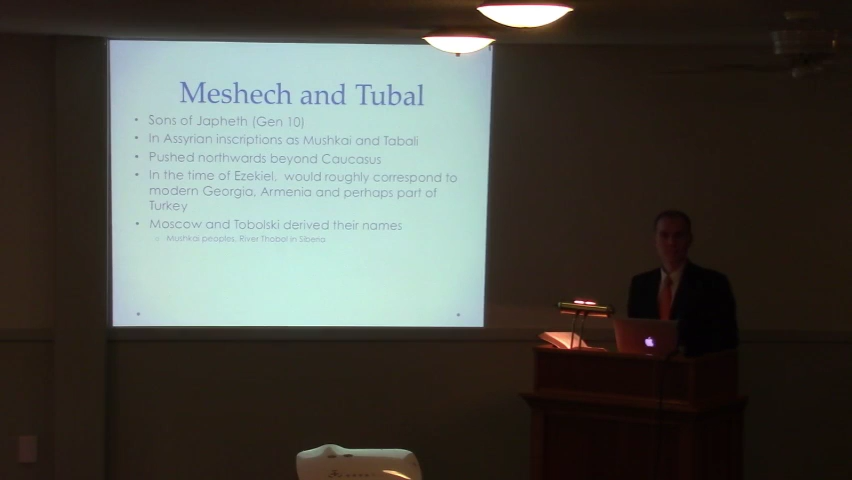 Meshech and Tubal
• Sons of Japheth (Gen 10)
• In Assyrian inscriptions as Mushkai and Tabali
• Pushed northwards beyond Caucasus
• In the time of Ezekiel, would roughly correspond to
modern Georgia, Armenia and perhaps part of
Turkey
• Moscow and Tobolski derived their names
○ Mushkai peoples, River Thobal in Siberia